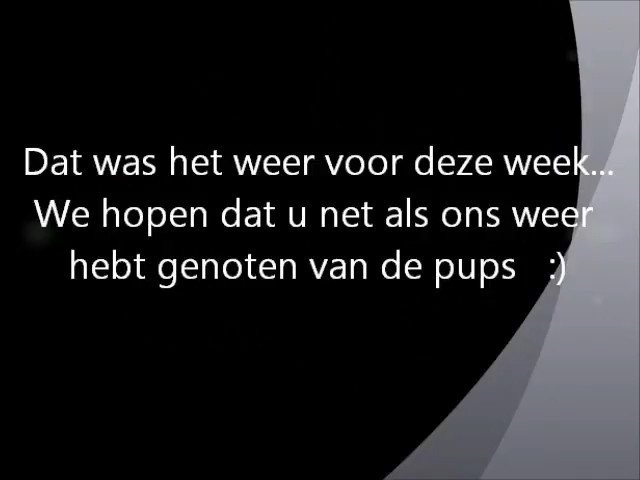 Dat was het weer voor deze week...
We hopen dat u net als ons weer
hebt genoten van de pups :)